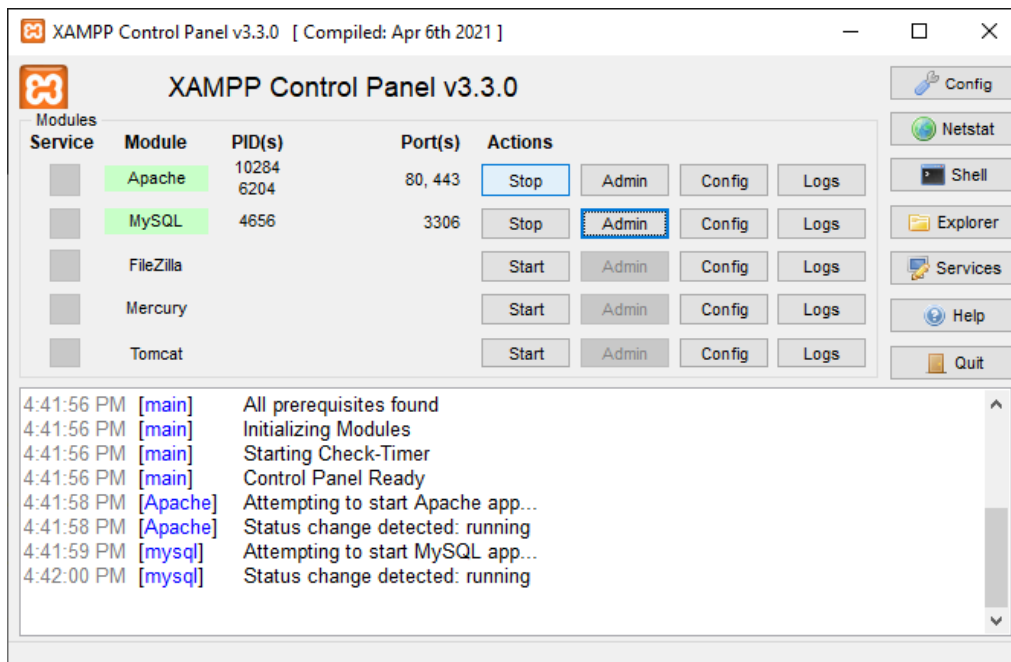 XAMPP Control Panel v3.3.0 [ Compiled: Apr 6th 2021 ]
XAMPP Control Panel v3.3.0
Config
Modules
Service Module PID(s) Port(s) Actions
Netstat
Apache 10284 6204 80, 443 Stop Admin Config Logs
Shell
MySQL 4656 3306 Stop Admin Config Logs
Explorer
FileZilla Start Admin Config Logs
Services
Mercury Start Admin Config Logs
Help
Tomcat Start Admin Config Logs
Quit
4:41:56 PM [main] All prerequisites found
4:41:56 PM [main] Initializing Modules
4:41:56 PM [main] Starting Check-Timer
4:41:56 PM [main] Control Panel Ready
4:41:58 PM [Apache] Attempting to start Apache app...
4:41:58 PM [Apache] Status change detected: running
4:41:59 PM [mysql] Attempting to start MySQL app...
4:42:00 PM [mysql] Status change detected: running